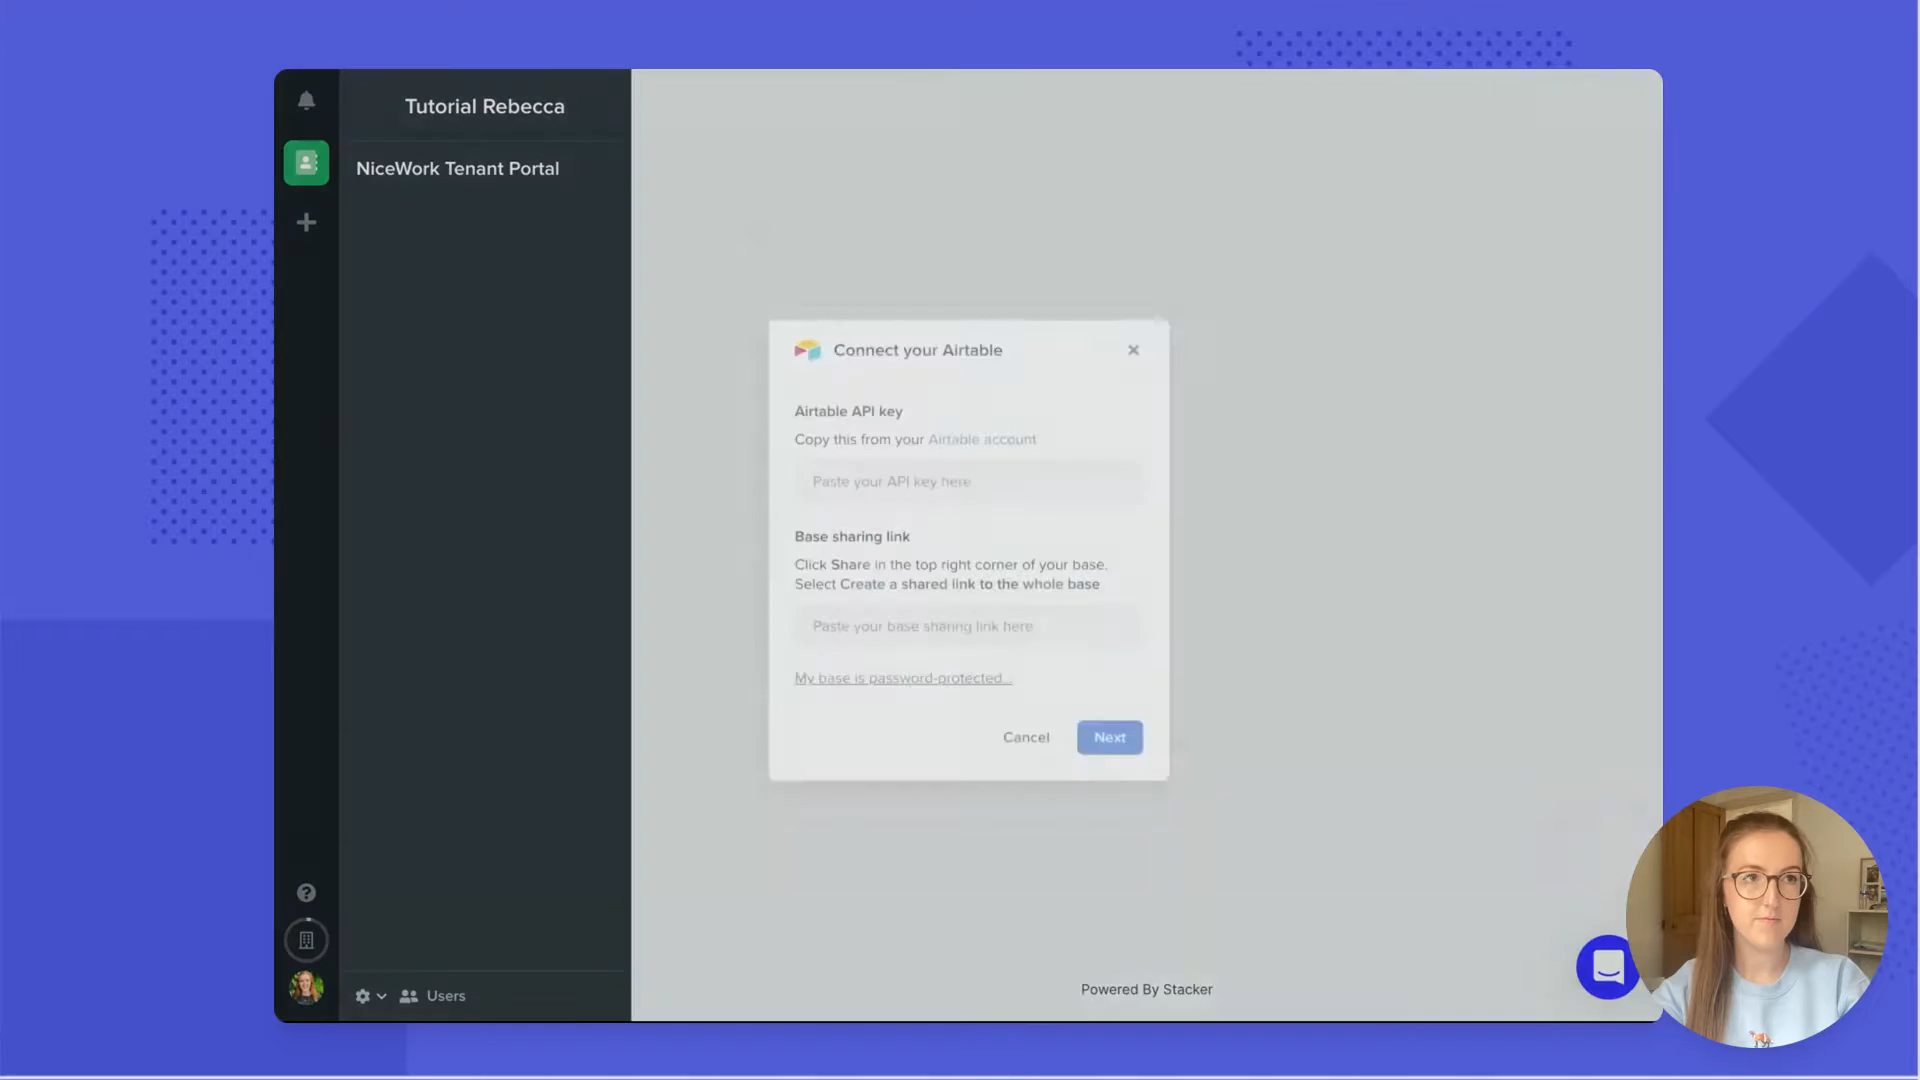 Tutorial Rebecca
NiceWork Tenant Portal
Connect your Airtable
Airtable API key
Copy this from your Airtable account
Paste your API key here
Base sharing link
Click Share in the top right corner of your base.
Select Create a shared link to the whole base
Paste your base sharing link here
My base is password-protected...
Cancel
Next
Users
Powered By Stacker